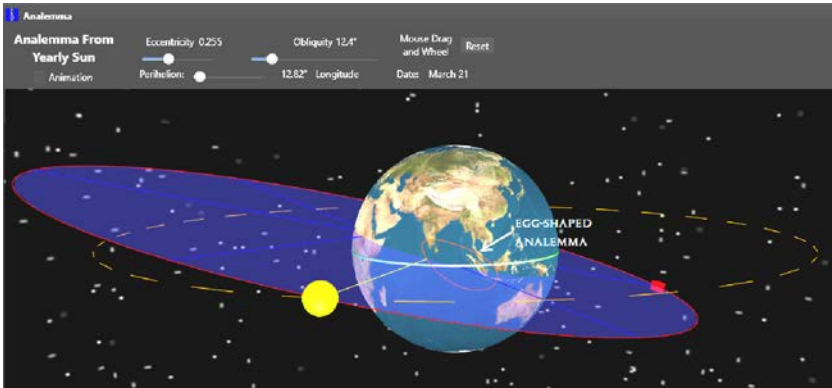 Analemma
Analemma From
Yearly Sun
Animation
Eccentricity 0.255
Obliquity 12.4°
Perihelion:
12.82° Longitude
Mouse Drag
and Wheel
Reset
Date: March 21
EGG-SHAPED
ANALEMMA